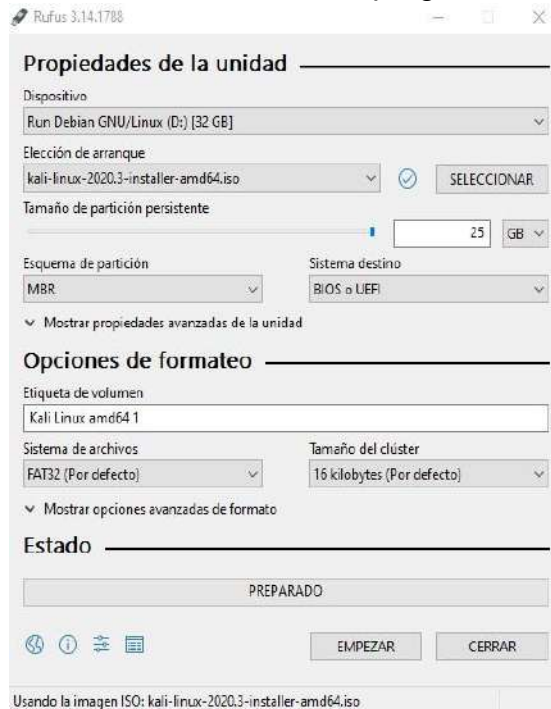 Rufus 3.14.1788
Propiedades de la unidad
Dispositivo
Run Debian GNU/Linux (D:) [32 GB]
Elección de arranque
kali-linux-2020.3-installer-amd64.iso SELECCIONAR
Tamaño de partición persistente
25 GB
Esquema de partición Sistema destino
MBR BIOS o UEFI
Mostrar propiedades avanzadas de la unidad
Opciones de formateo
Etiqueta de volumen
Kali Linux amd64 1
Sistema de archivos Tamaño del clúster
FAT32 (Por defecto) 16 kilobytes (Por defecto)
Mostrar opciones avanzadas de formato
Estado
PREPARADO
EMPEZAR CERRAR
Usando la imagen ISO: kali-linux-2020.3-installer-amd64.iso